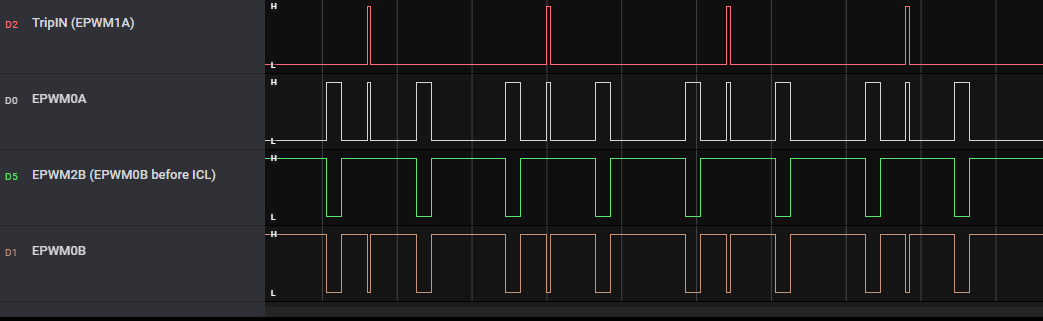 D2 TripIN (EPWM1A) H
L
D0 EPWM0A H
L
D5 EPWM2B (EPWM0B before ICL) H
L
D1 EPWM0B H
L